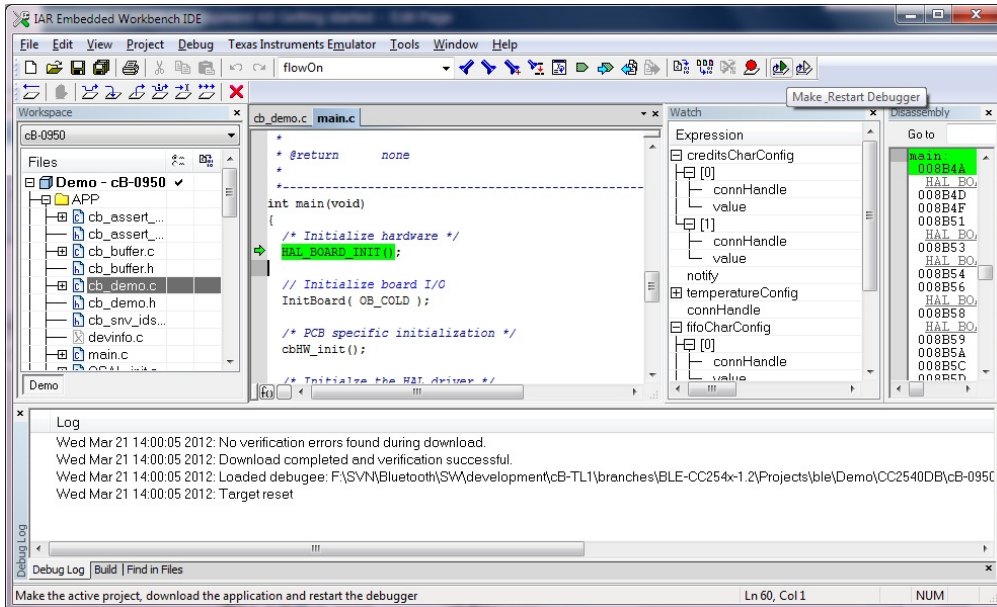 IAR Embedded Workbench IDE
File Edit View Project Debug Texas Instruments Emulator Tools Window Help
flowOn
Make_Restart Debugger
Workspace
cB-0950
Files
Demo - cB-0950
APP
cb_assert_...
cb_assert_...
cb_buffer.c
cb_buffer.h
cb_demo.c
cb_demo.h
cb_snv_ids...
devinfo.c
main.c
Demo
cb_demo.c main.c
*
* @return none
*
*-----------------------------------------------------------
int main(void)
{
/* Initialize hardware */
HAL_BOARD_INIT();
// Initialize board I/O
InitBoard( OB_COLD );
/* PCB specific initialization */
cbHW_init();
/* Initialze the HAL driver */
Watch
Expression
creditsCharConfig
[0]
connHandle
value
[1]
connHandle
value
notify
temperatureConfig
connHandle
fifoCharConfig
[0]
connHandle
value
Disassembly
Go to
main:
008B4A
HAL_BO
008B4D
008B4F
008B51
HAL_BO
008B53
HAL_BO
008B54
008B56
HAL_BO
008B58
HAL_BO
008B59
008B5A
008B5C
008B5D
Log
Wed Mar 21 14:00:05 2012: No verification errors found during download.
Wed Mar 21 14:00:05 2012: Download completed and verification successful.
Wed Mar 21 14:00:05 2012: Loaded debugee: F:\SVN\Bluetooth\SW\development\cB-TL1\branches\BLE-CC254x-1.2\Projects\ble\Demo\CC2540DB\cB-095
Wed Mar 21 14:00:05 2012: Target reset
Debug Log
Debug Log Build Find in Files
Make the active project, download the application and restart the debugger
Ln 60, Col 1
NUM